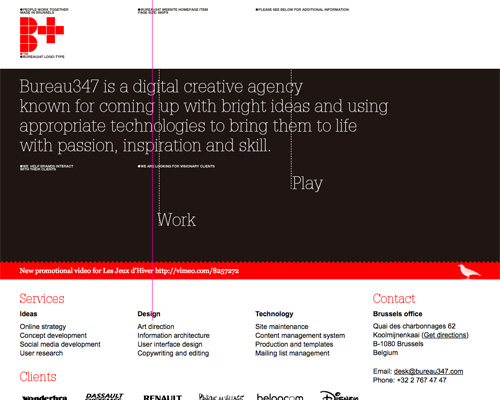 PEOPLE WORK TOGETHER
MADE IN BRUSSELS
BUREAU347 WEBSITE HOMEPAGE ITEM
PLEASE SEE BELOW FOR ADDITIONAL INFORMATION
B+
BUREAU347 LOGO-TYPE
Bureau347 is a digital creative agency
known for coming up with bright ideas and using
appropriate technologies to bring them to life
with passion, inspiration and skill.
WE HELP BRANDS INTERACT
WITH THEIR CLIENTS
WE ARE LOOKING FOR VISIONARY CLIENTS
Play
Work
New promotional video for Les Jeux d'Hiver http://vimeo.com/8257272
Services
Ideas
Online strategy
Concept development
Social media development
User research
Design
Art direction
Information architecture
User interface design
Copywriting and editing
Technology
Site maintenance
Content management system
Production and templates
Mailing list management
Contact
Brussels office
Quai des charbonnages 62
Koolmijnenkaai (Get directions)
B-1080 Brussels
Belgium
Email: desk@bureau347.com
Phone: +32 2 767 47 47
Clients
wonderbra
DASSAULT
RENAULT
belgacom
DISNEY